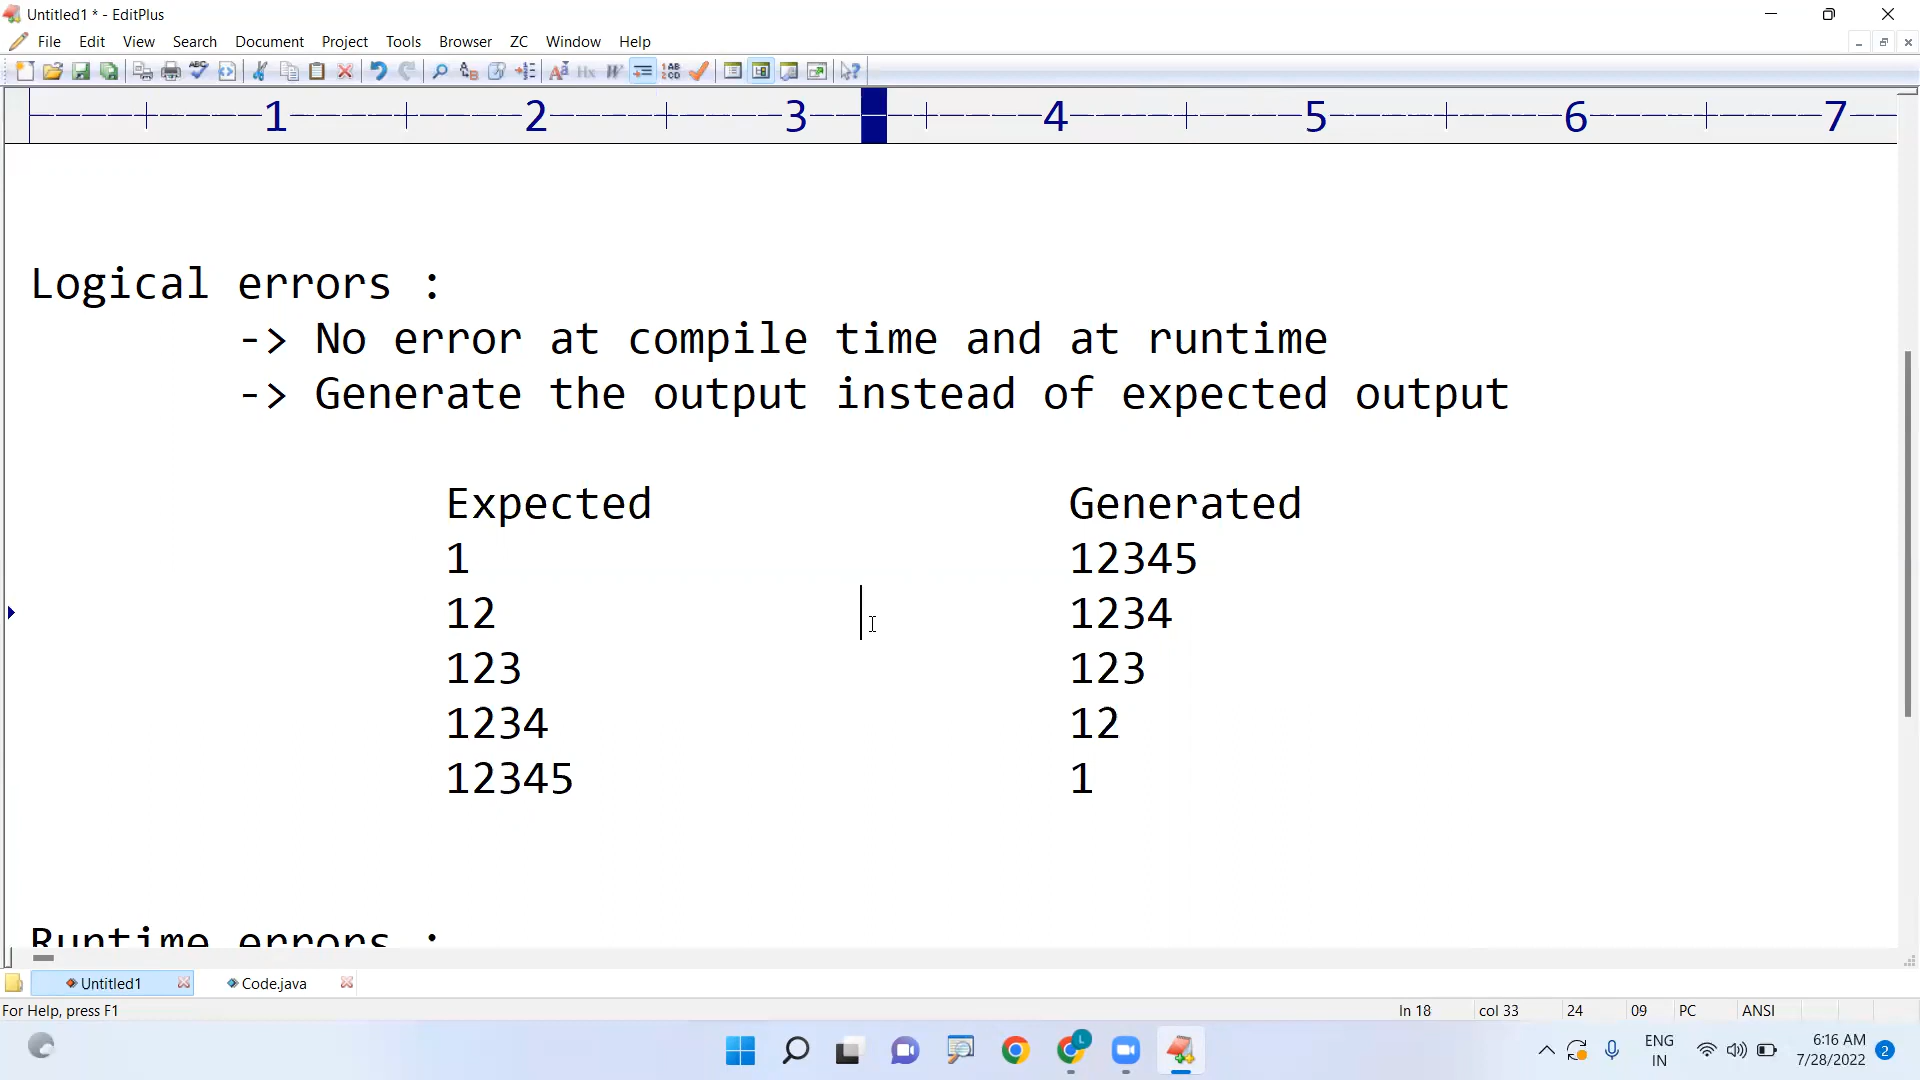 Untitled1 * - EditPlus
File Edit View Search Document Project Tools Browser ZC Window Help
1 2 3 4 5 6 7
Logical errors :
-> No error at compile time and at runtime
-> Generate the output instead of expected output
Expected Generated
1 12345
12 1234
123 123
1234 12
12345 1
Runtime errors :
Untitled1 Code.java
For Help, press F1 ln 18 col 33 24 09 PC ANSI
ENG 6:16 AM
IN 7/28/2022 2